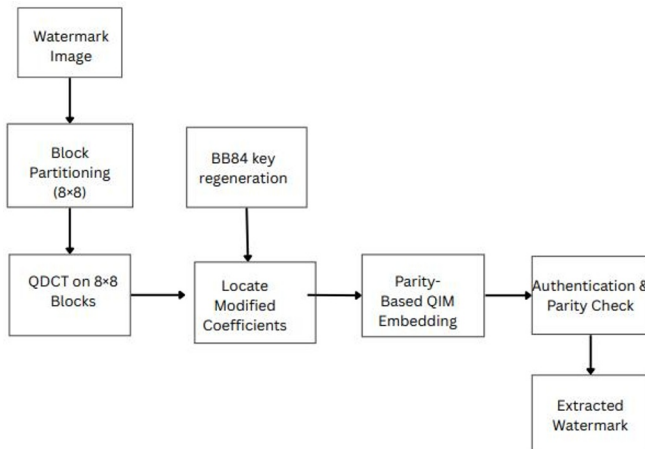 Watermark
Image
Block
Partitioning
(8×8)
BB84 key
regeneration
QDCT on 8×8
Blocks
Locate
Modified
Coefficients
Parity-
Based QIM
Embedding
Authentication &
Parity Check
Extracted
Watermark